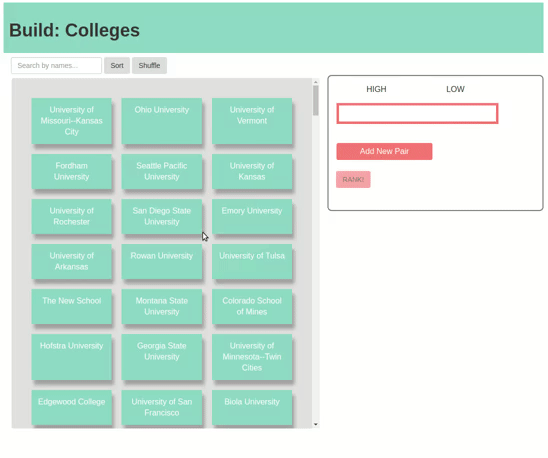 Build: Colleges
Search by names...
Sort
Shuffle
University of
Missouri–Kansas
City
Ohio University
University of
Vermont
Fordham
University
Seattle Pacific
University
University of
Kansas
University of
Rochester
San Diego State
University
Emory University
University of
Arkansas
Rowan University
University of Tulsa
The New School
Montana State
University
Colorado School
of Mines
Hofstra University
Georgia State
University
University of
Minnesota–Twin
Cities
Edgewood College
University of San
Francisco
Biola University
HIGH
LOW
Add New Pair
RANK!